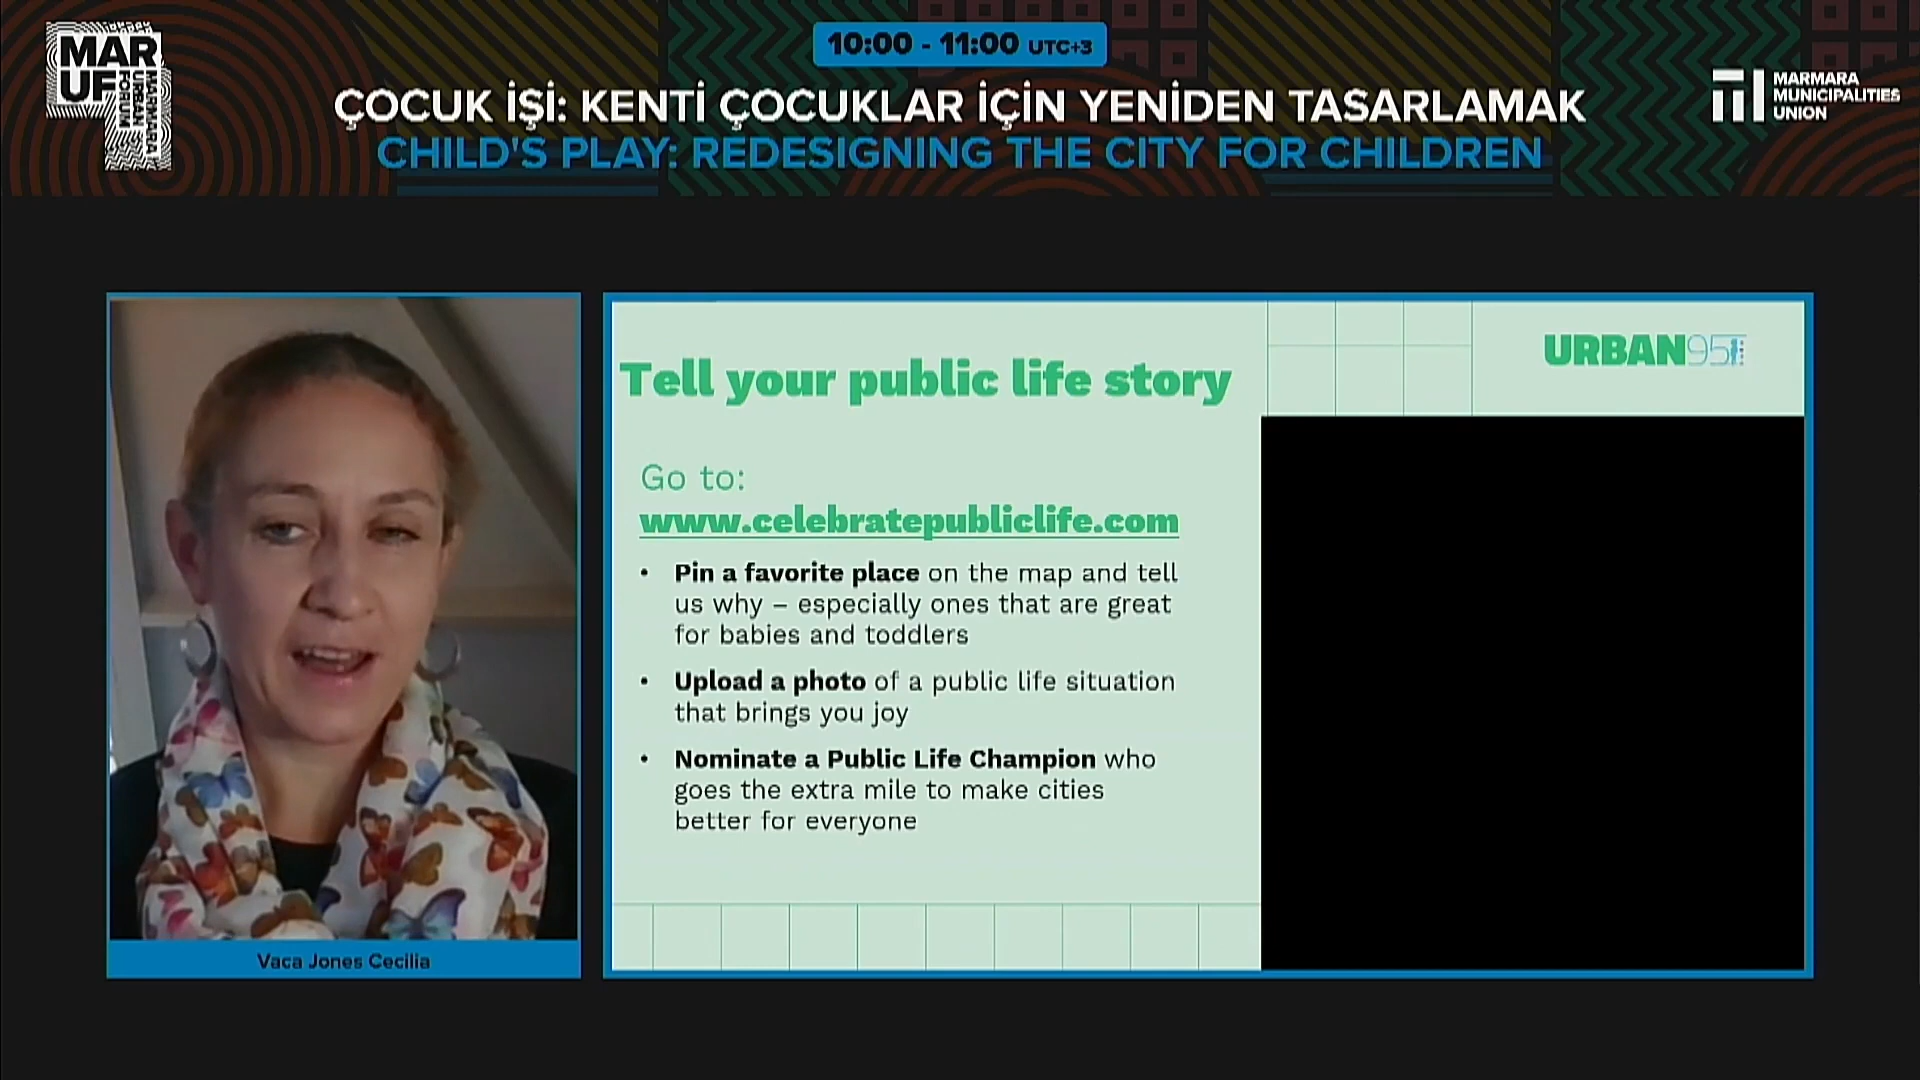 MAR
UF
MARMARA
URBAN
FORUM
10:00 - 11:00 UTC+3
ÇOCUK İŞİ: KENTİ ÇOCUKLAR İÇİN YENİDEN TASARLAMAK
CHILD'S PLAY: REDESIGNING THE CITY FOR CHILDREN
MARMARA
MUNICIPALITIES
UNION
URBAN95
Tell your public life story
Go to:
www.celebratepubliclife.com
• Pin a favorite place on the map and tell
us why – especially ones that are great
for babies and toddlers
• Upload a photo of a public life situation
that brings you joy
• Nominate a Public Life Champion who
goes the extra mile to make cities
better for everyone
Vaca Jones Cecilia